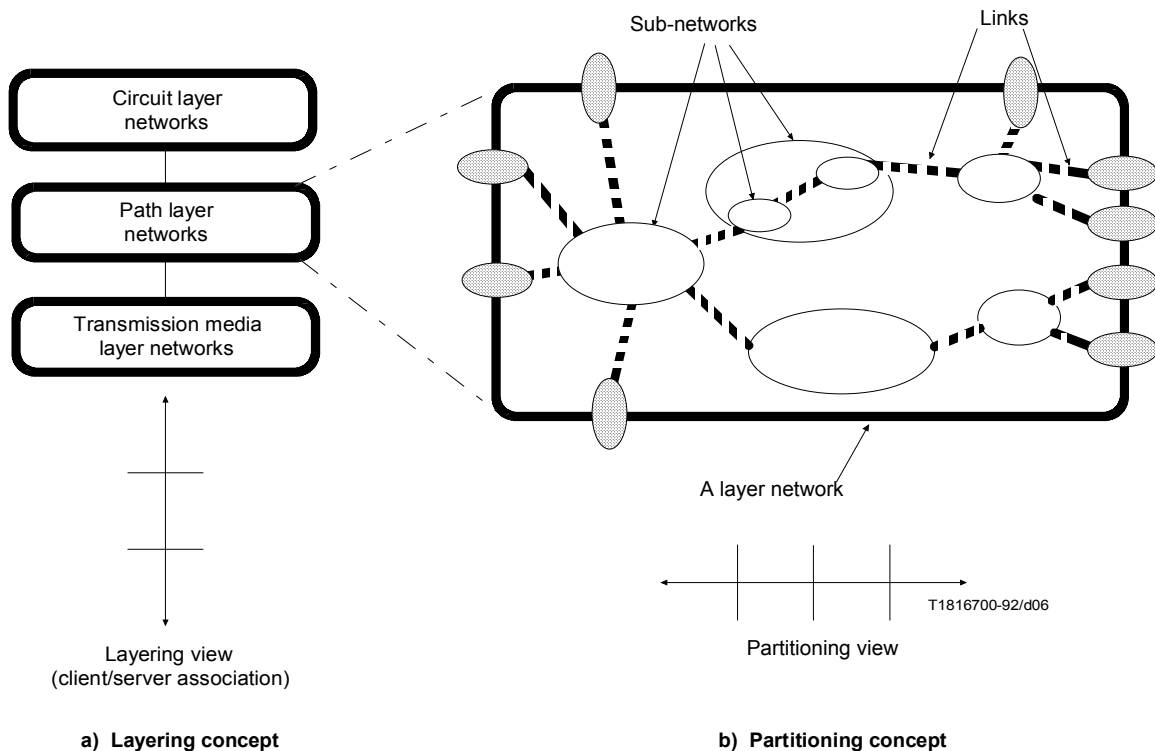 Sub-networks
Links
Circuit layer
networks
Path layer
networks
Transmission media
layer networks
A layer network
T1816700-92/d06
Partitioning view
Layering view
(client/server association)
a) Layering concept
b) Partitioning concept